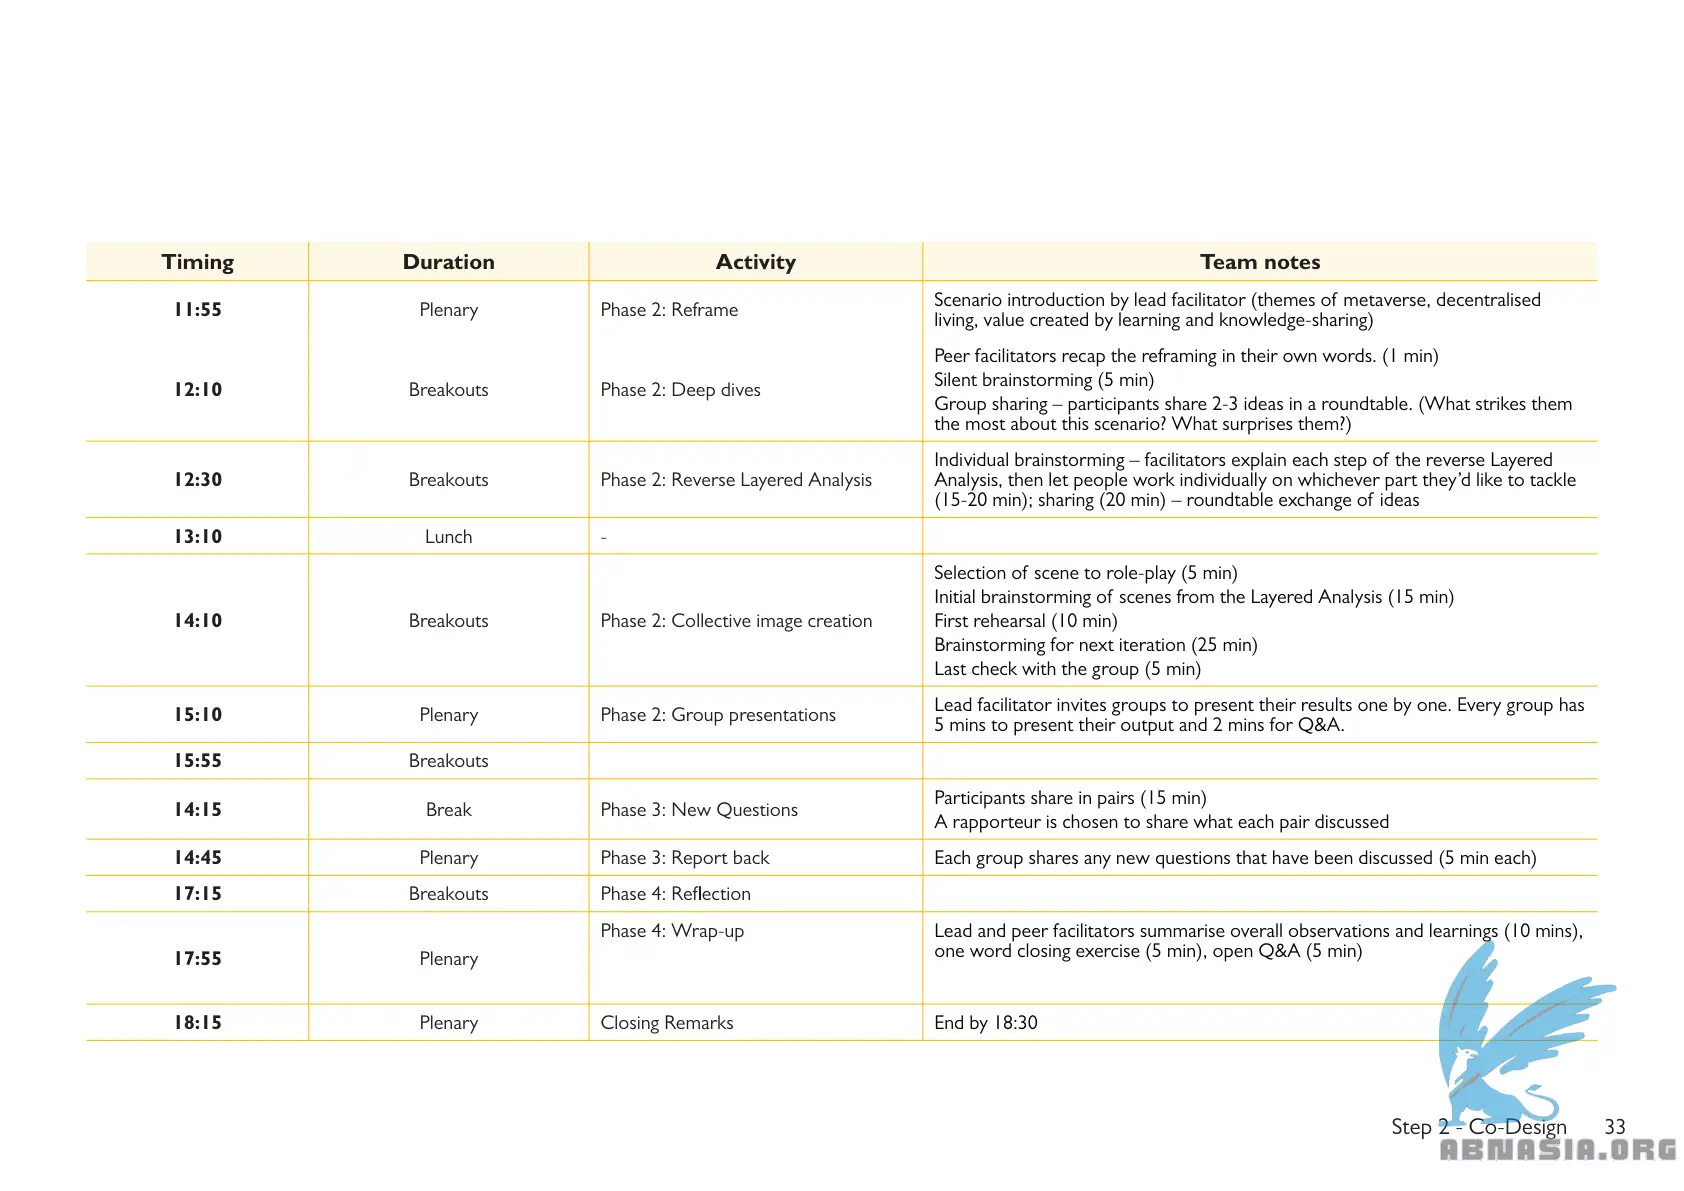 Timing Duration Activity Team notes
11:55 Plenary Phase 2: Reframe Scenario introduction by lead facilitator (themes of metaverse, decentralised
living, value created by learning and knowledge-sharing)
12:10 Breakouts Phase 2: Deep dives Peer facilitators recap the reframing in their own words. (1 min)
Silent brainstorming (5 min)
Group sharing – participants share 2-3 ideas in a roundtable. (What strikes them
the most about this scenario? What surprises them?)
12:30 Breakouts Phase 2: Reverse Layered Analysis Individual brainstorming – facilitators explain each step of the reverse Layered
Analysis, then let people work individually on whichever part they’d like to tackle
(15-20 min); sharing (20 min) – roundtable exchange of ideas
13:10 Lunch -
14:10 Breakouts Phase 2: Collective image creation Selection of scene to role-play (5 min)
Initial brainstorming of scenes from the Layered Analysis (15 min)
First rehearsal (10 min)
Brainstorming for next iteration (25 min)
Last check with the group (5 min)
15:10 Plenary Phase 2: Group presentations Lead facilitator invites groups to present their results one by one. Every group has
5 mins to present their output and 2 mins for Q&A.
15:55 Breakouts
14:15 Break Phase 3: New Questions Participants share in pairs (15 min)
A rapporteur is chosen to share what each pair discussed
14:45 Plenary Phase 3: Report back Each group shares any new questions that have been discussed (5 min each)
17:15 Breakouts Phase 4: Reflection
17:55 Plenary Phase 4: Wrap-up Lead and peer facilitators summarise overall observations and learnings (10 mins),
one word closing exercise (5 min), open Q&A (5 min)
18:15 Plenary Closing Remarks End by 18:30
Step 2 - Co-Design 33
ABNASIA.ORG